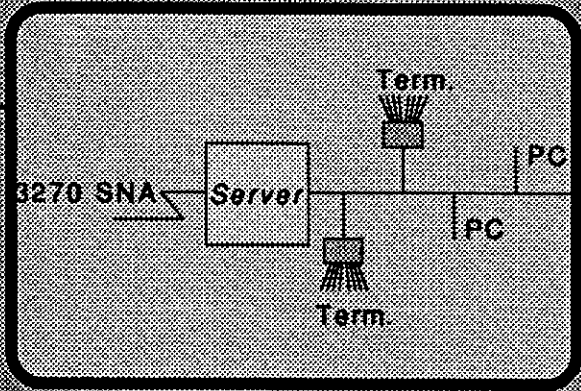 Term.
PC
3270 SNA
Server
PC
Term.